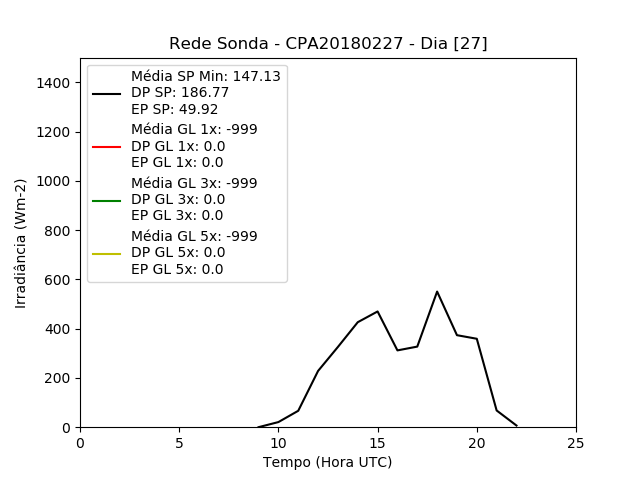 Rede Sonda - CPA20180227 - Dia [27]
Média SP Min: 147.13
DP SP: 186.77
EP SP: 49.92
Média GL 1x: -999
DP GL 1x: 0.0
EP GL 1x: 0.0
Média GL 3x: -999
DP GL 3x: 0.0
EP GL 3x: 0.0
Média GL 5x: -999
DP GL 5x: 0.0
EP GL 5x: 0.0
Irradiância (Wm-2)
1400
1200
1000
800
600
400
200
0
0 5 10 15 20 25
Tempo (Hora UTC)